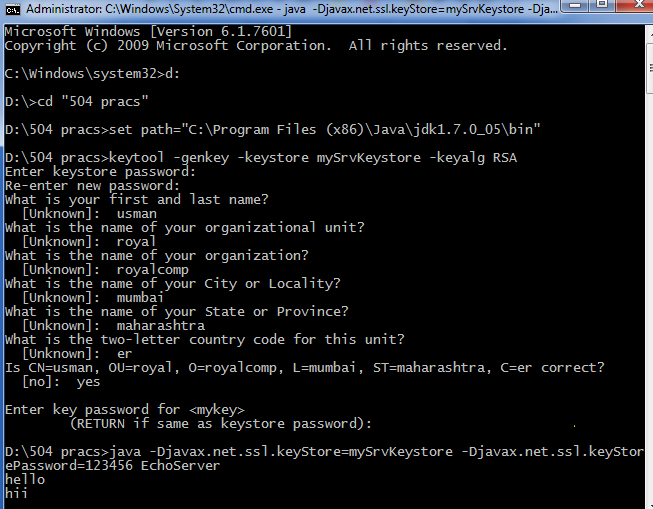 Administrator: C:\Windows\System32\cmd.exe - java  -Djavax.net.ssl.keyStore=mySrvKeystore -Dja...
Microsoft Windows [Version 6.1.7601]
Copyright (c) 2009 Microsoft Corporation.  All rights reserved.
C:\Windows\system32>d:
D:\>cd "504 pracs"
D:\504 pracs>set path="C:\Program Files (x86)\Java\jdk1.7.0_05\bin"
D:\504 pracs>keytool -genkey -keystore mySrvKeystore -keyalg RSA
Enter keystore password:
Re-enter new password:
What is your first and last name?
  [Unknown]:  usman
What is the name of your organizational unit?
  [Unknown]:  royal
What is the name of your organization?
  [Unknown]:  royalcomp
What is the name of your City or Locality?
  [Unknown]:  mumbai
What is the name of your State or Province?
  [Unknown]:  maharashtra
What is the two-letter country code for this unit?
  [Unknown]:  er
Is CN=usman, OU=royal, O=royalcomp, L=mumbai, ST=maharashtra, C=er correct?
  [no]:  yes
Enter key password for <mykey>
        (RETURN if same as keystore password):
D:\504 pracs>java -Djavax.net.ssl.keyStore=mySrvKeystore -Djavax.net.ssl.keyStor
ePassword=123456 EchoServer
hello
hii